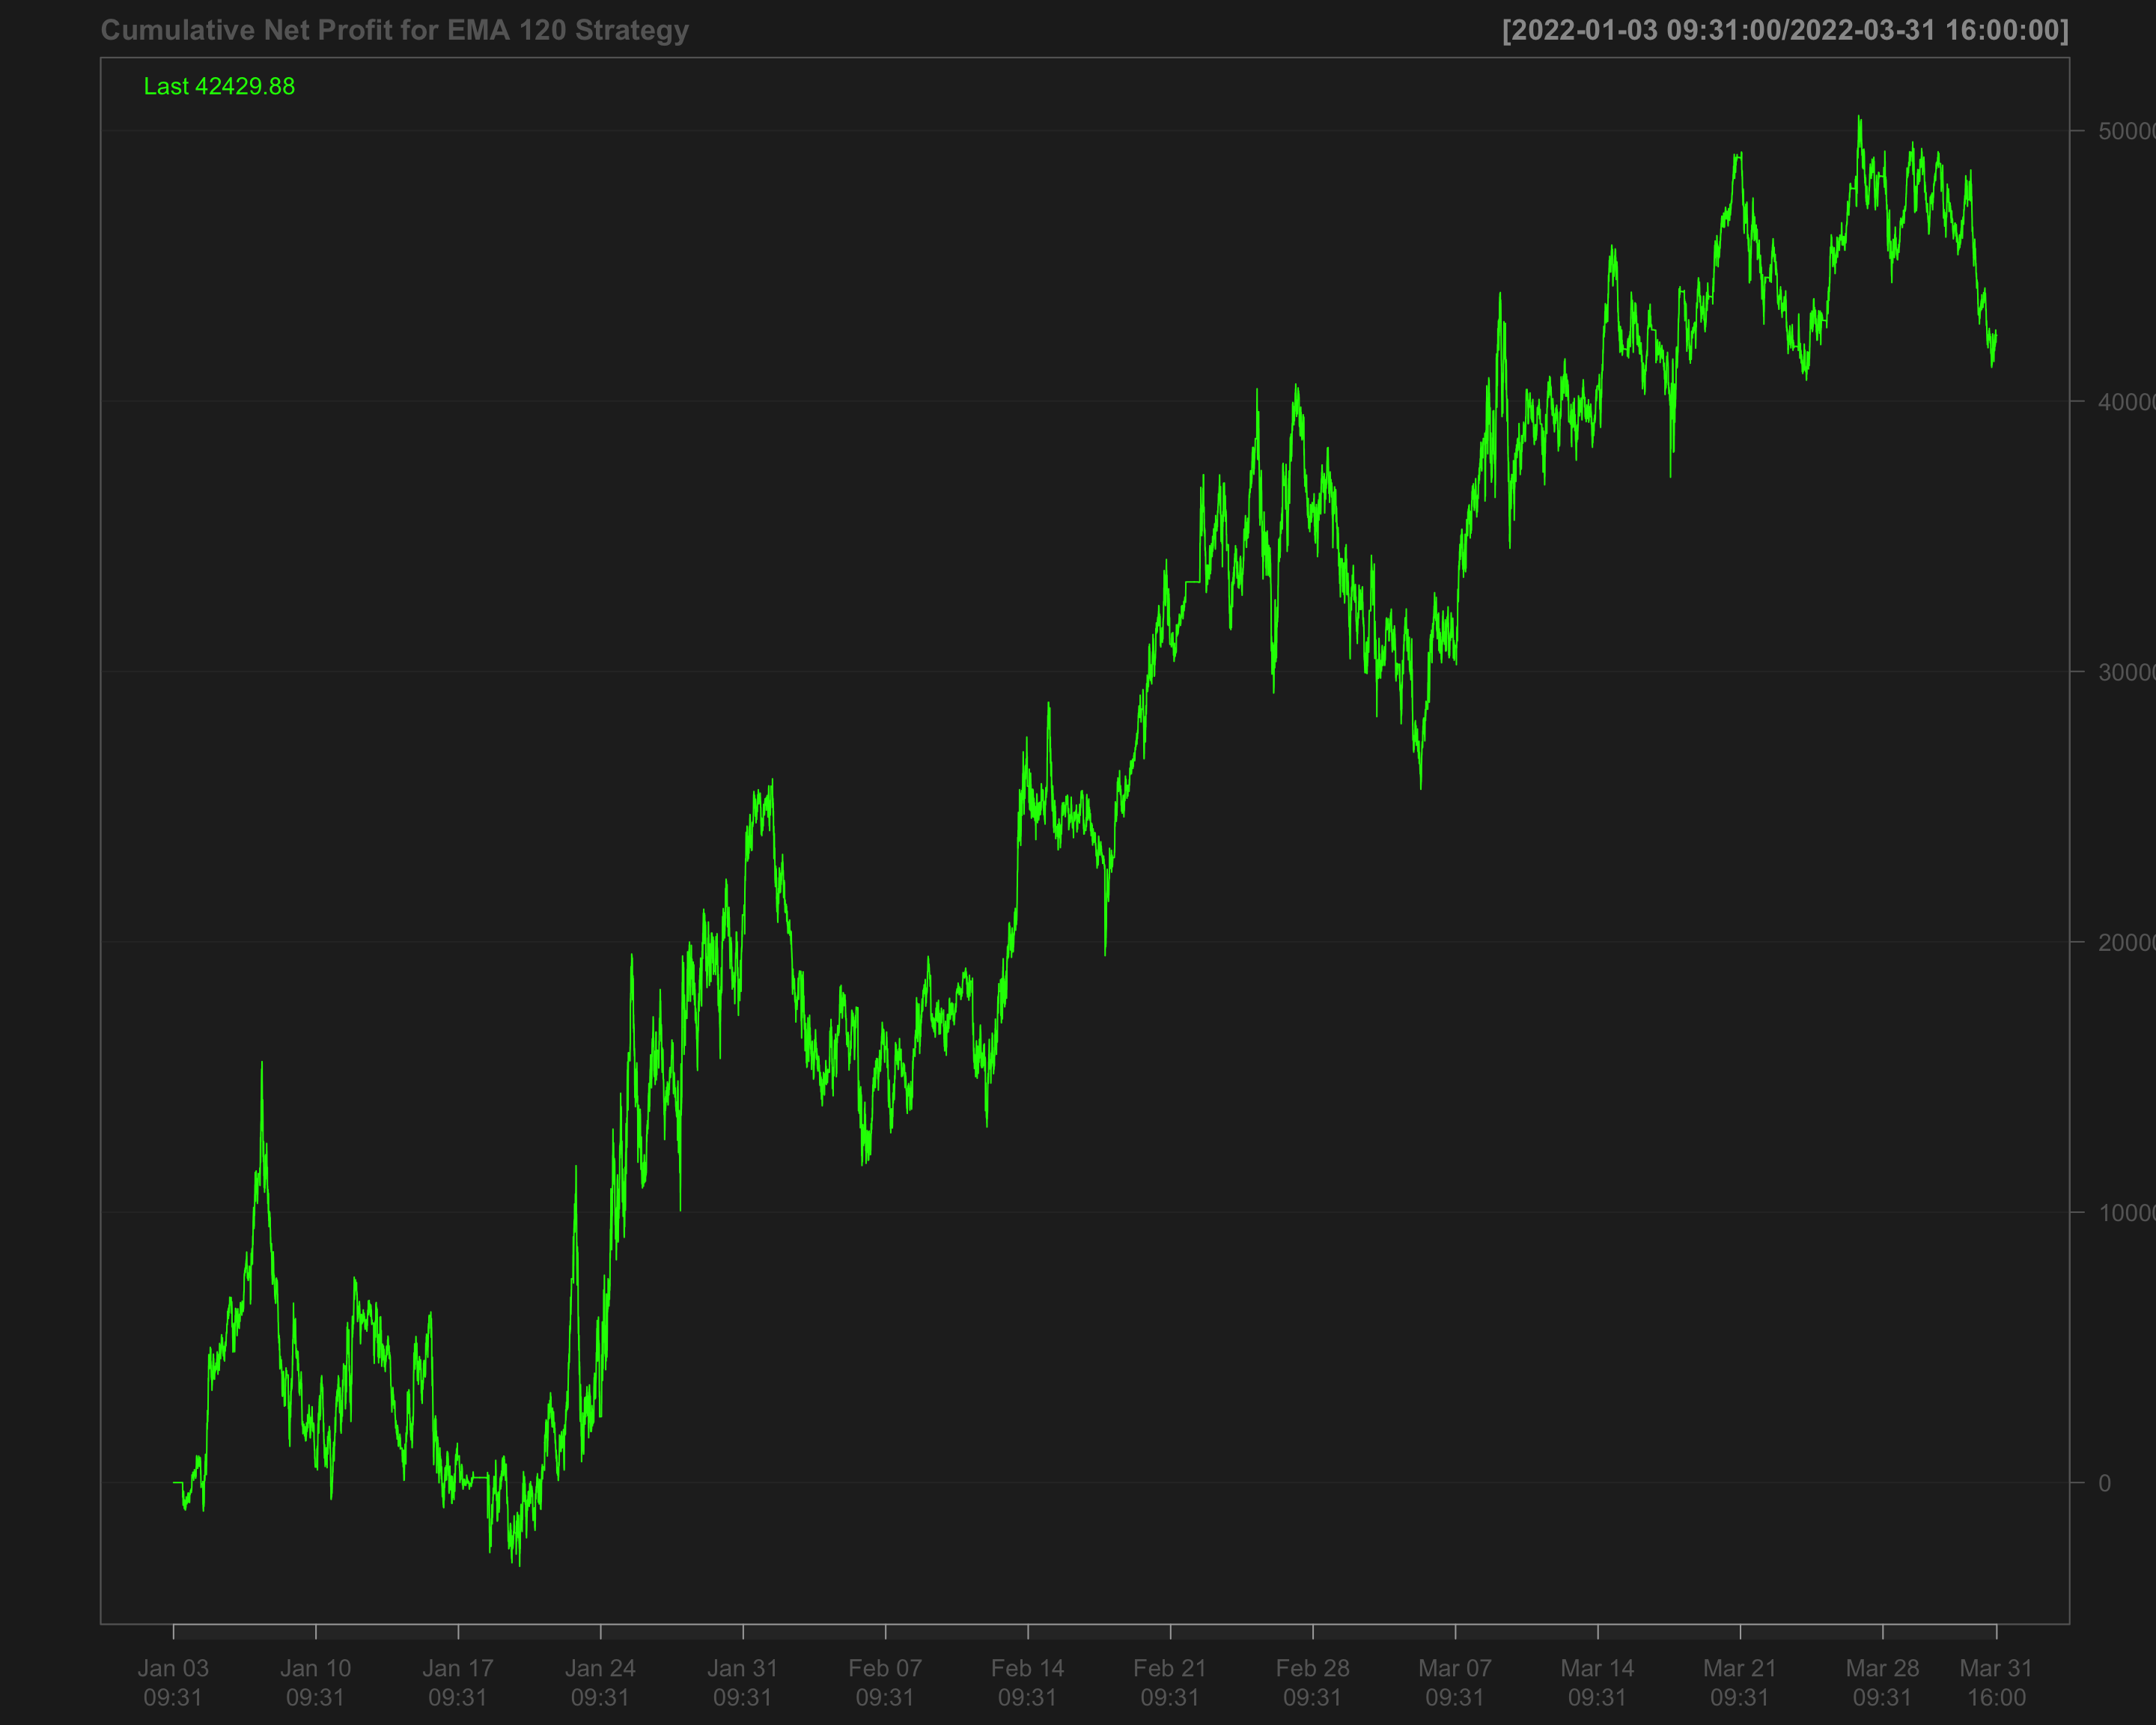 Cumulative Net Profit for EMA 120 Strategy
[2022-01-03 09:31:00/2022-03-31 16:00:00]
Last 42429.88
50000
40000
30000
20000
10000
0
Jan 03 Jan 10 Jan 17 Jan 24 Jan 31 Feb 07 Feb 14 Feb 21 Feb 28 Mar 07 Mar 14 Mar 21 Mar 28 Mar 31
09:31 09:31 09:31 09:31 09:31 09:31 09:31 09:31 09:31 09:31 09:31 09:31 09:31 16:00